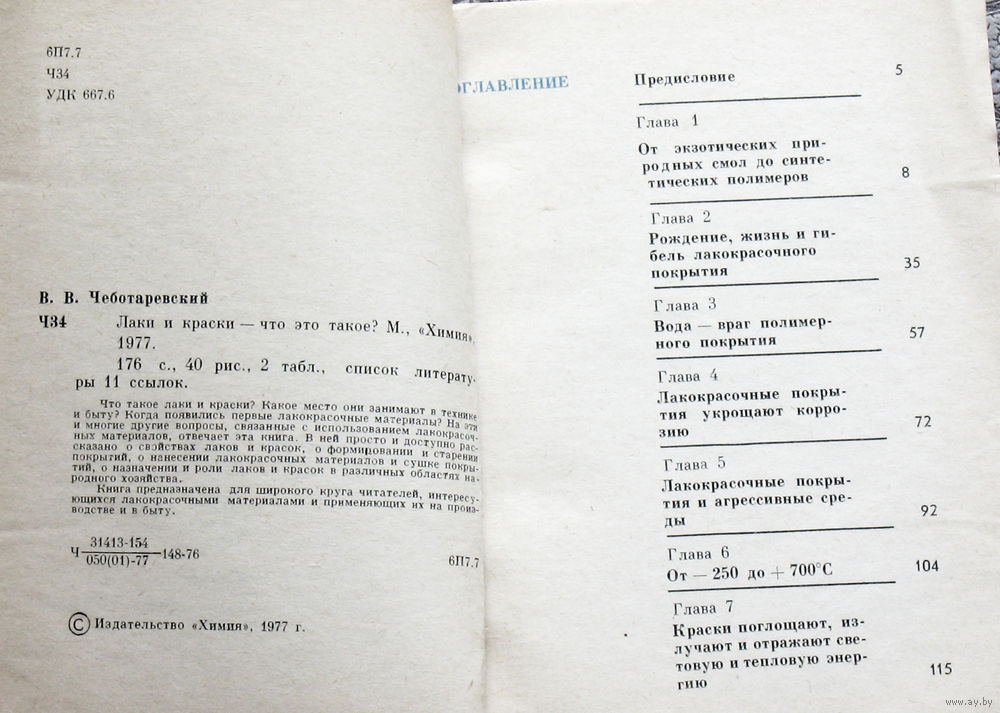 6П7.7
Ч34
УДК 667.6
В. В. Чеботаревский
Ч34
Лаки и краски — что это такое? М., «Химия»,
1977.
176 с., 40 рис., 2 табл., список литерату-
ры 11 ссылок.
Что такое лаки и краски? Какое место они занимают в технике
и быту? Когда появились первые лакокрасочные материалы? На эти
и многие другие вопросы, связанные с использованием лакокрасоч-
ных материалов, отвечает эта книга. В ней просто и доступно рас-
сказано о свойствах лаков и красок, о формировании и старении
покрытий, о нанесении лакокрасочных материалов и сушке покры-
тий, о назначении и роли лаков и красок в различных областях на-
родного хозяйства.
Книга предназначена для широкого круга читателей, интересу-
ющихся лакокрасочными материалами и применяющих их на произ-
водстве и в быту.
Ч 31413-154
050(01)-77 148-76
6П7.7
© Издательство «Химия», 1977 г.
ОГЛАВЛЕНИЕ
Предисловие 5
Глава 1
От экзотических при-
родных смол до синте-
тических полимеров 8
Глава 2
Рождение, жизнь и ги-
бель лакокрасочного
покрытия 35
Глава 3
Вода — враг полимер-
ного покрытия 57
Глава 4
Лакокрасочные покры-
тия укрощают корро-
зию 72
Глава 5
Лакокрасочные покры-
тия и агрессивные сре-
ды 92
Глава 6
От — 250 до + 700°С 104
Глава 7
Краски поглощают, из-
лучают и отражают све-
товую и тепловую энер-
гию 115
www.ay.by